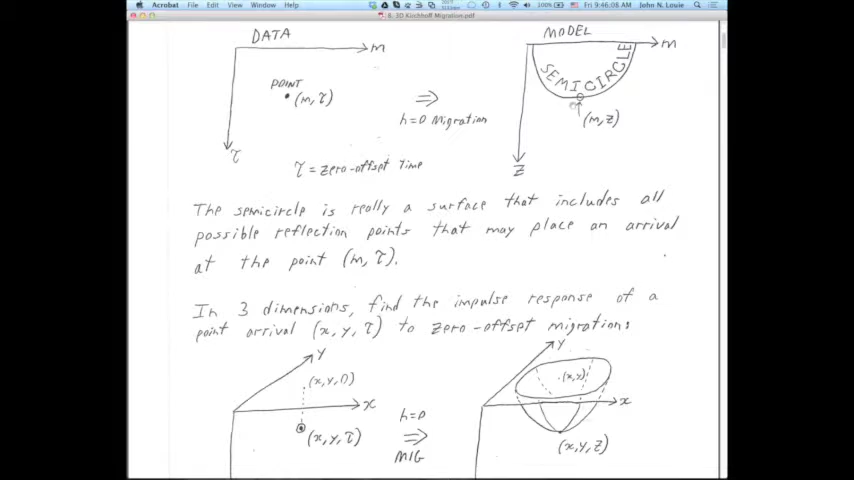 Acrobat File Edit View Window Help
100%
Fri 9:46:08 AM John N. Louie
8. 3D Kirchhoff Migration.pdf
DATA
MODEL
m
m
POINT
(m, τ)
⇒
h=0 Migration
SEMICIRCLE
(m, z)
τ
τ = zero-offset time
z
The semicircle is really a surface that includes all
possible reflection points that may place an arrival
at the point (m, τ).
In 3 dimensions, find the impulse response of a
point arrival (x, y, τ) to zero-offset migration:
y
y
(x, y, 0)
(x, y)
x
x
h=0
⇒
MIG
(x, y, τ)
(x, y, z)